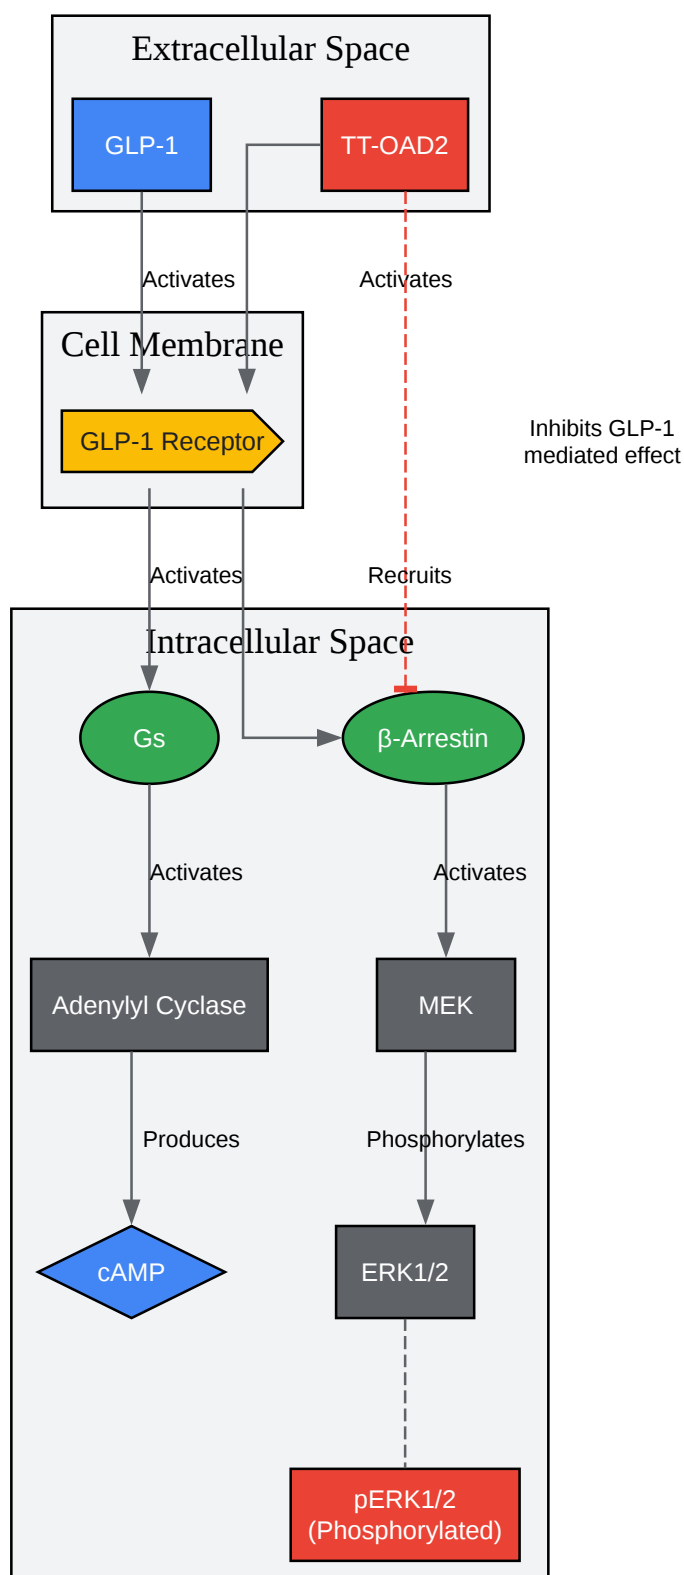 Extracellular Space
GLP-1
TT-OAD2
Activates
Activates
Cell Membrane
GLP-1 Receptor
Inhibits GLP-1
mediated effect
Activates
Recruits
Intracellular Space
Gs
β-Arrestin
Activates
Activates
Adenylyl Cyclase
MEK
Produces
Phosphorylates
cAMP
ERK1/2
pERK1/2
(Phosphorylated)